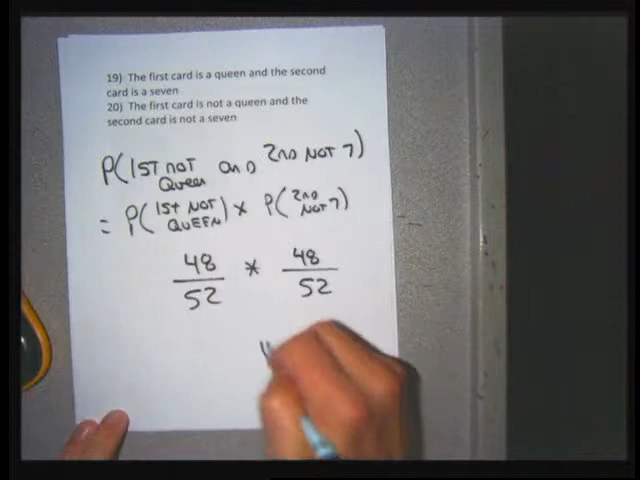 19) The first card is a queen and the second
card is a seven
20) The first card is not a queen and the
second card is not a seven
P(1ST NOT Queen AND 2ND NOT 7)
= P(1St NOT QUEEN) × P(2ND NOT 7)
48/52 * 48/52